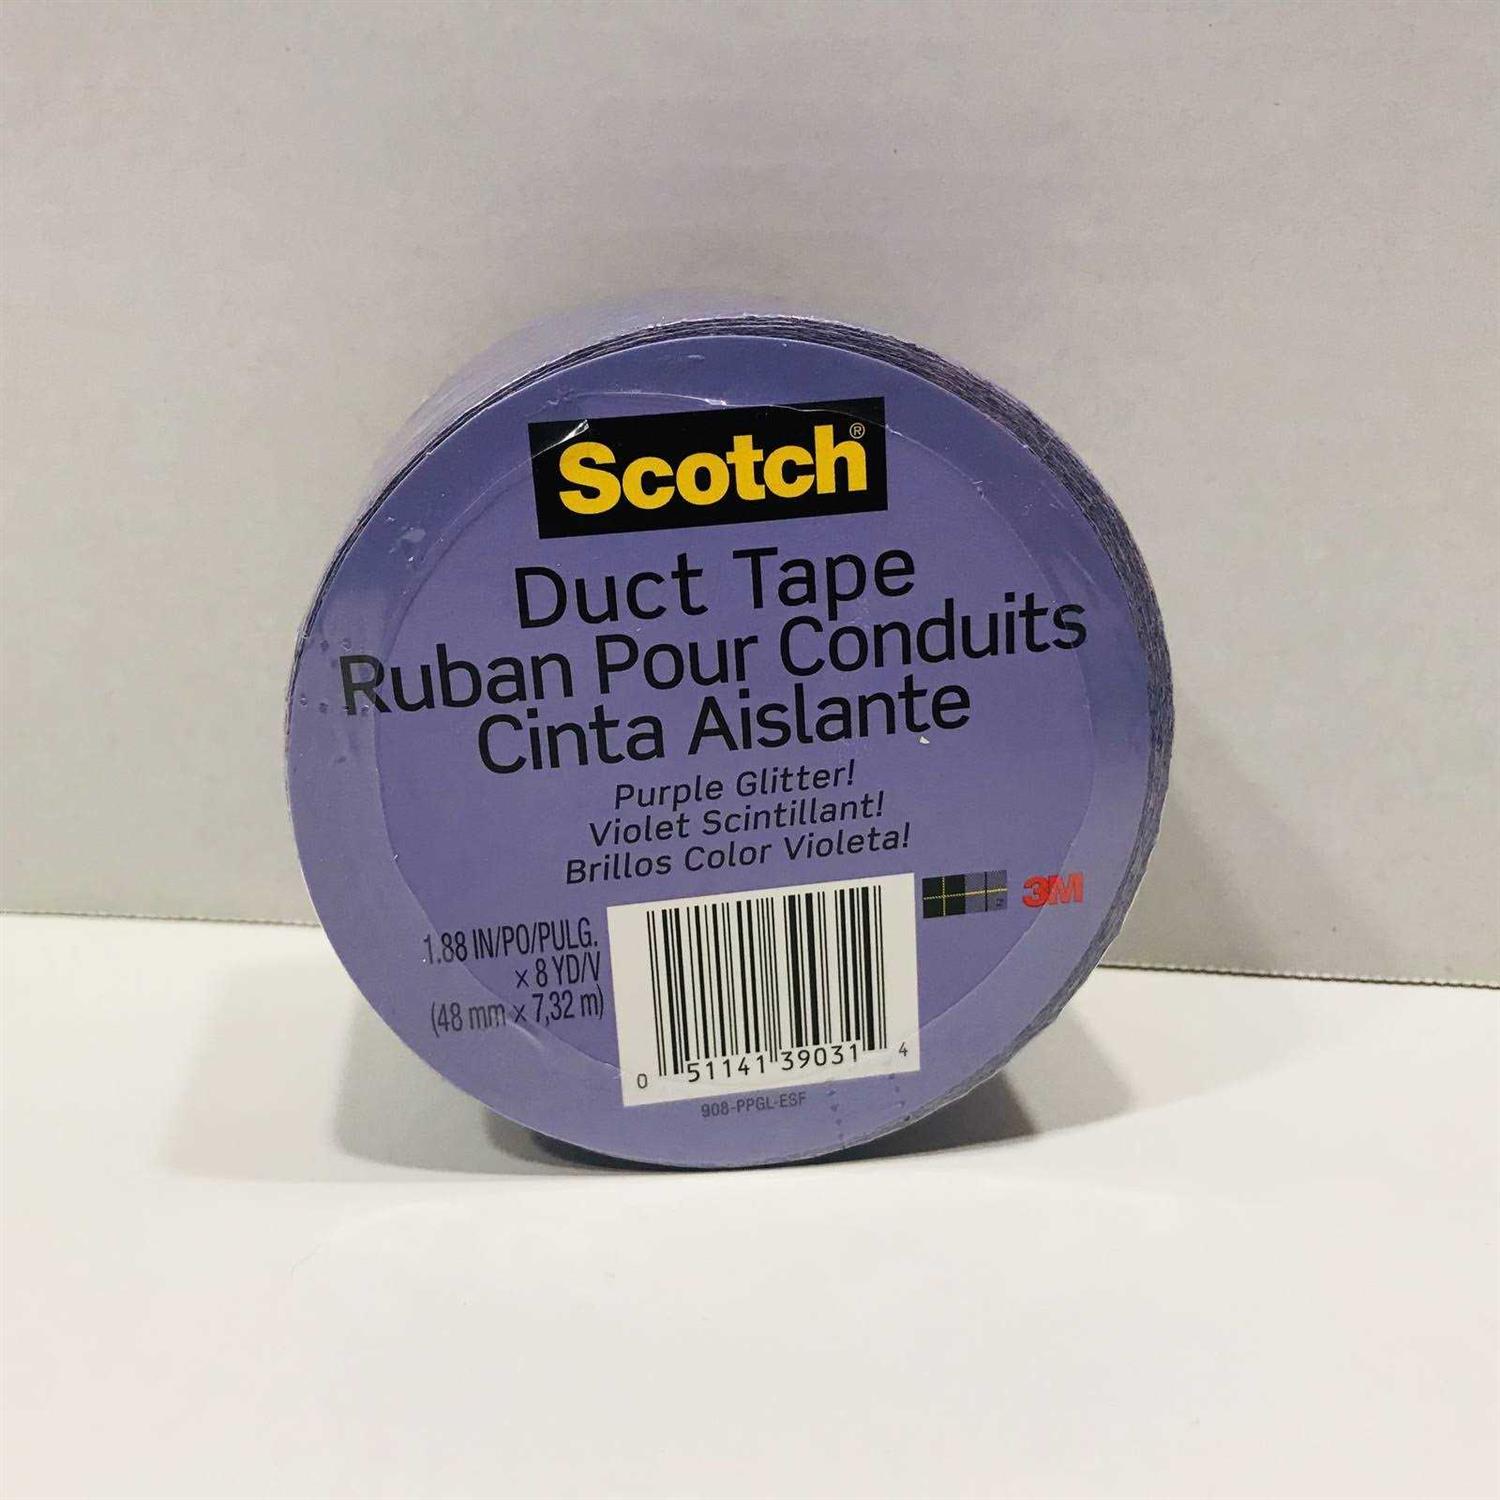 Scotch®
Duct Tape
Ruban Pour Conduits
Cinta Aislante
Purple Glitter!
Violet Scintillant!
Brillos Color Violeta!
3M
1.88 IN/PO/PULG.
x 8 YD/V
(48 mm x 7,32 m)
0 51141 39031 4
908-PPGL-ESF